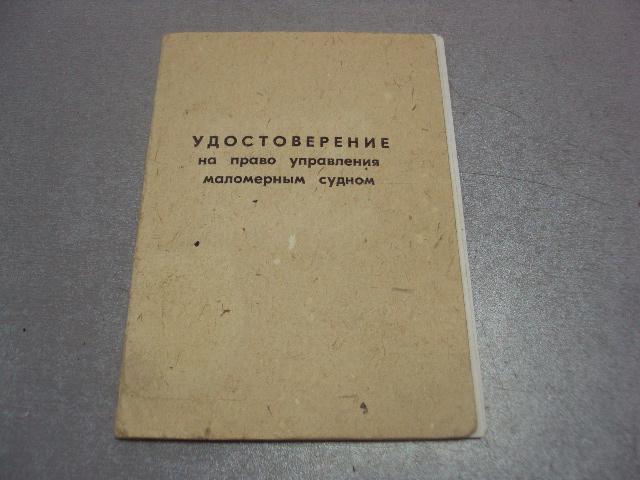 УДОСТОВЕРЕНИЕ
на право управления
маломерным судном